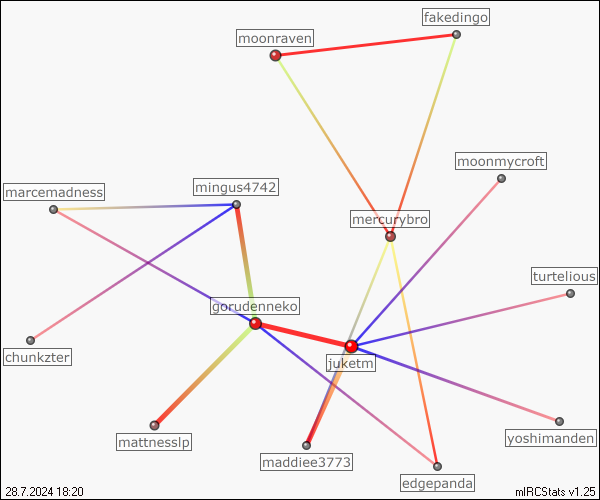 fakedingo
moonraven
moonmycroft
mingus4742
marcemadness
mercurybro
turtelious
gorudenneko
chunkzter
juketm
yoshimanden
mattnesslp
maddiee3773
edgepanda
28.7.2024 18:20
mIRCStats v1.25